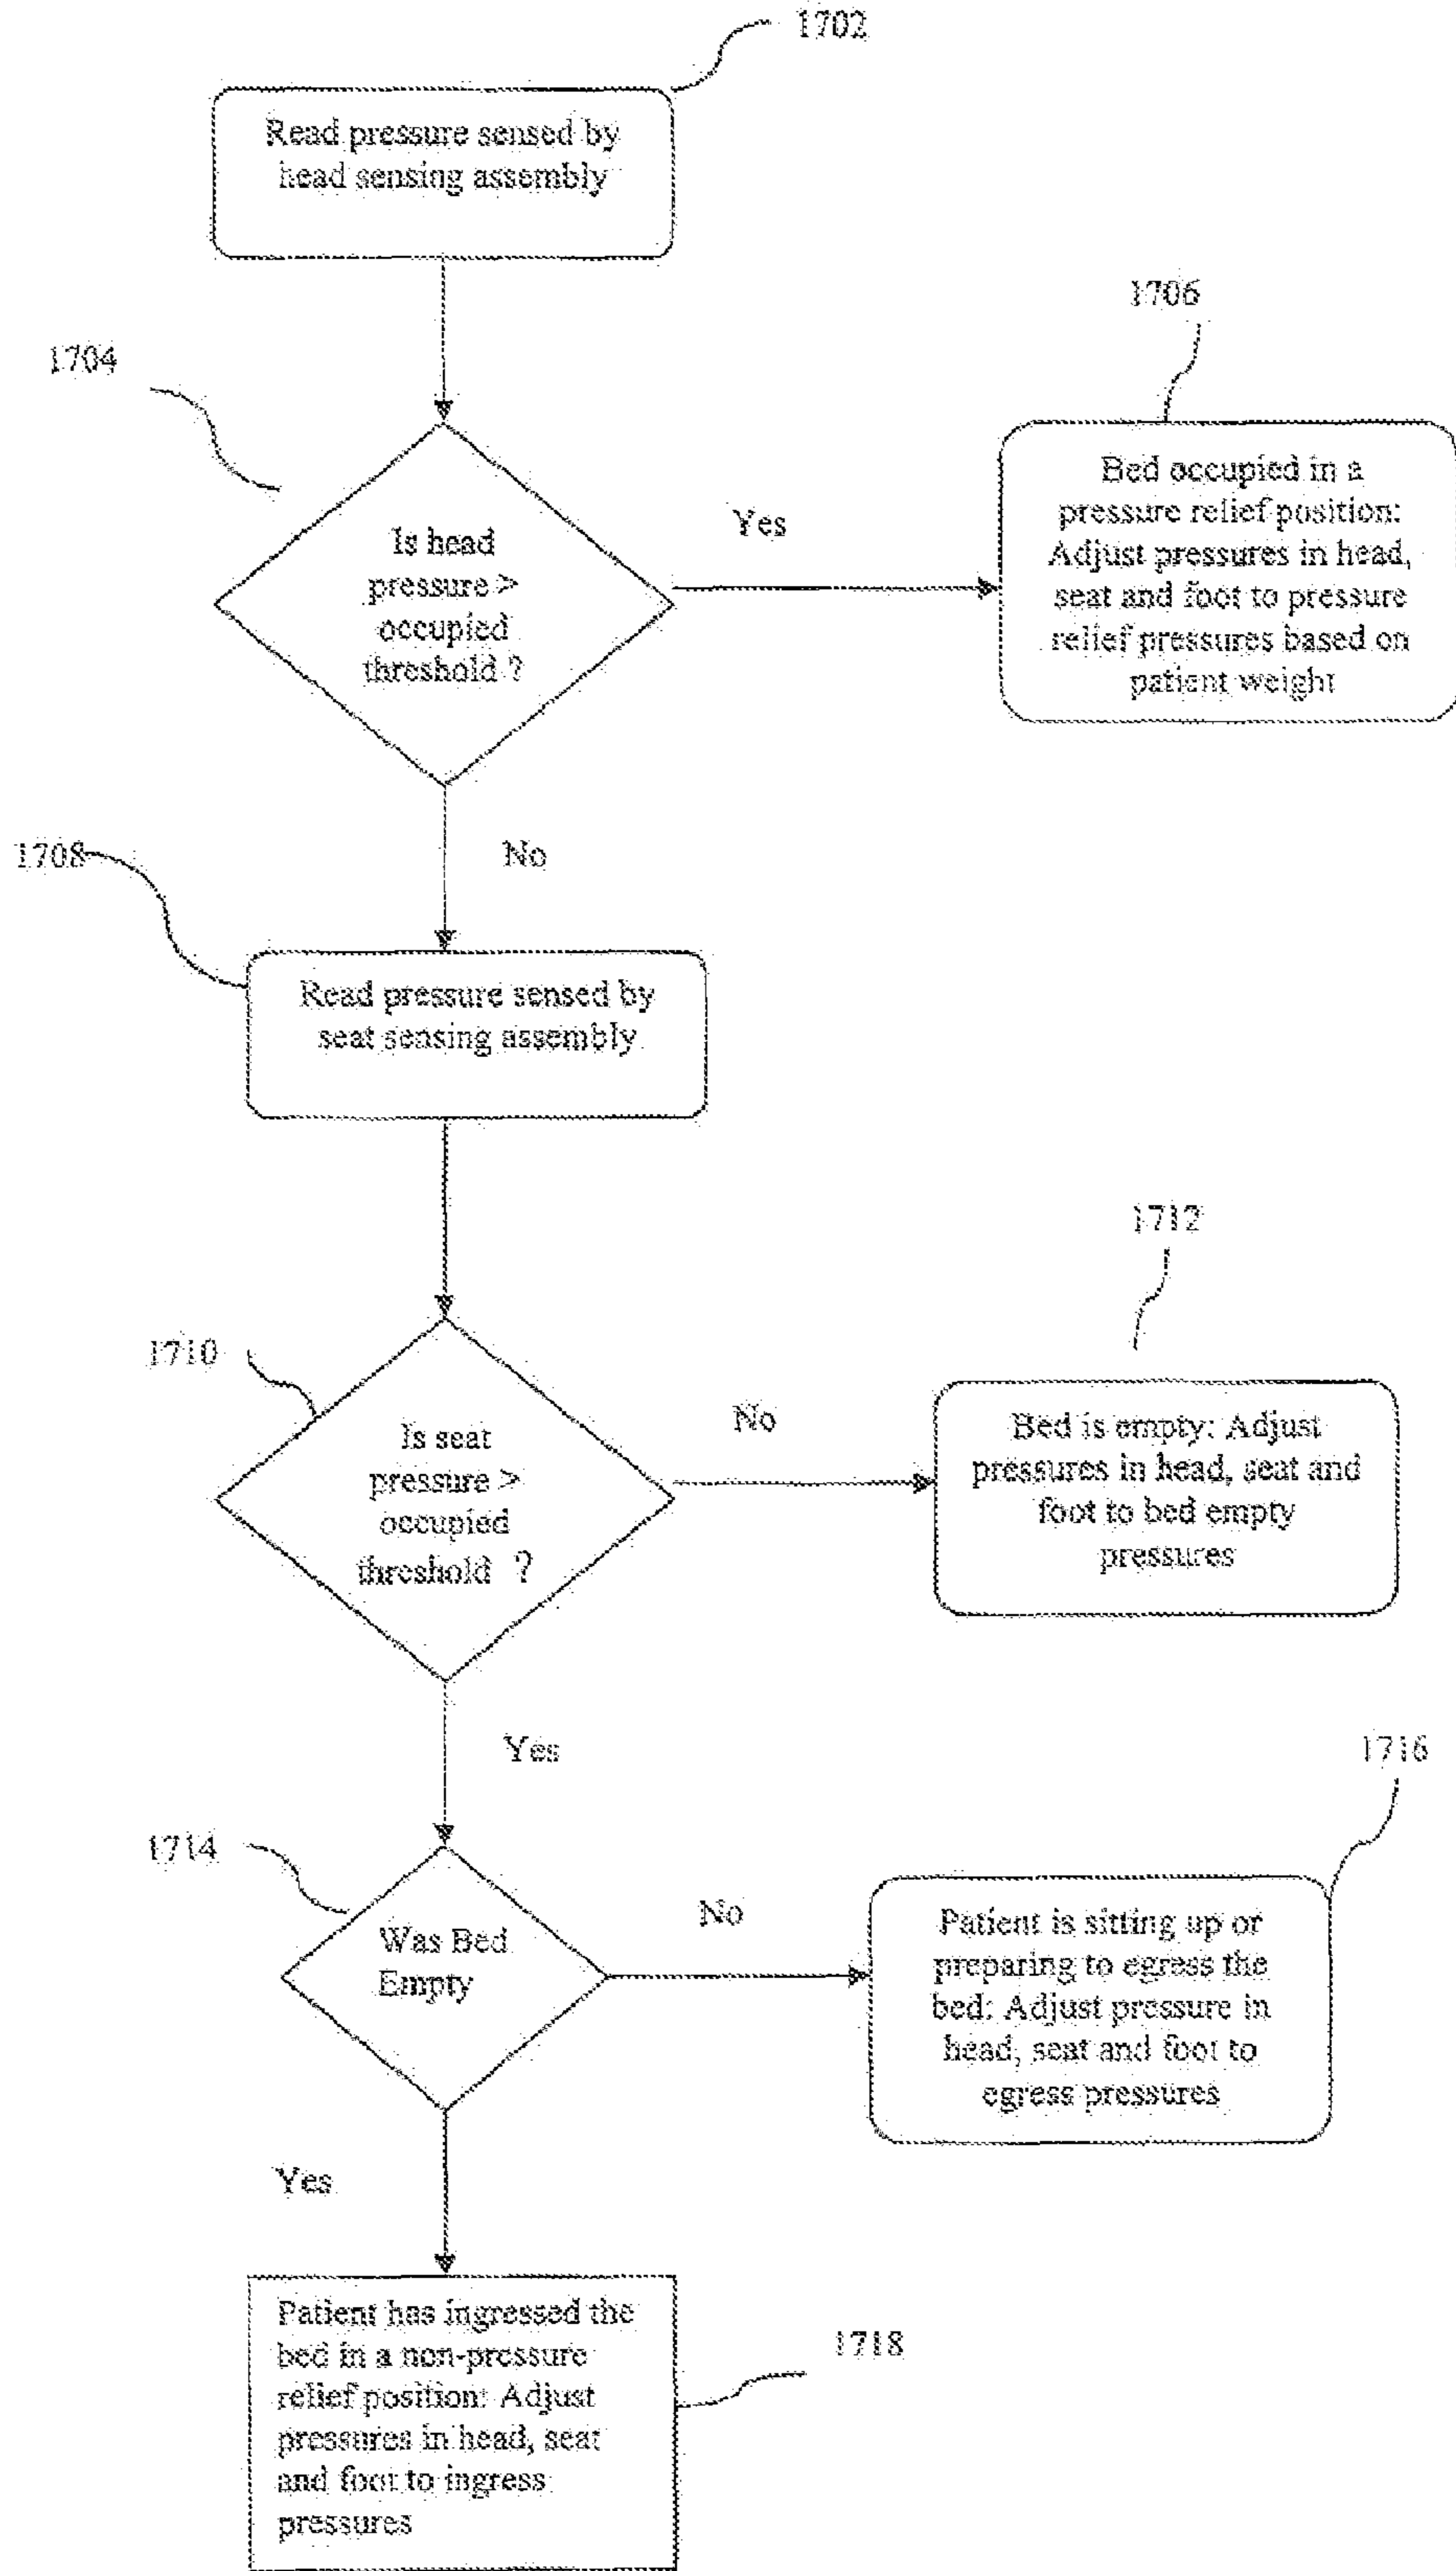 1702
Read pressure sensed by
head sensing assembly
1706
1704
Is head
pressure >
occupied
threshold ?
Yes
Bed occupied in a
pressure relief position:
Adjust pressures in head,
seat and foot to pressure
relief pressures based on
patient weight
No
1708
Read pressure sensed by
seat sensing assembly
1712
1710
Is seat
pressure >
occupied
threshold ?
No
Bed is empty: Adjust
pressures in head, seat and
foot to bed empty
pressures
Yes
1716
1714
Was Bed
Empty
No
Patient is sitting up or
preparing to egress the
bed: Adjust pressure in
head, seat and foot to
egress pressures
Yes
Patient has ingressed the
bed in a non-pressure
relief position: Adjust
pressures in head, seat
and foot to ingress
pressures
1718